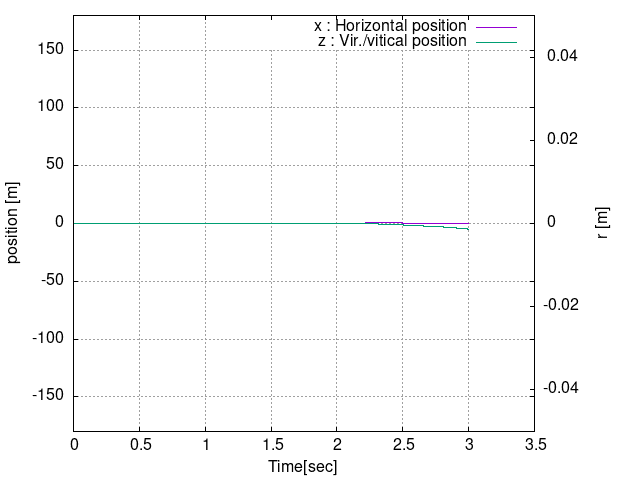 x : Horizontal position
z : Vir./vitical position
150
100
50
0
-50
-100
-150
0.04
0.02
0
-0.02
-0.04
position [m]
r [m]
0 0.5 1 1.5 2 2.5 3 3.5
Time[sec]